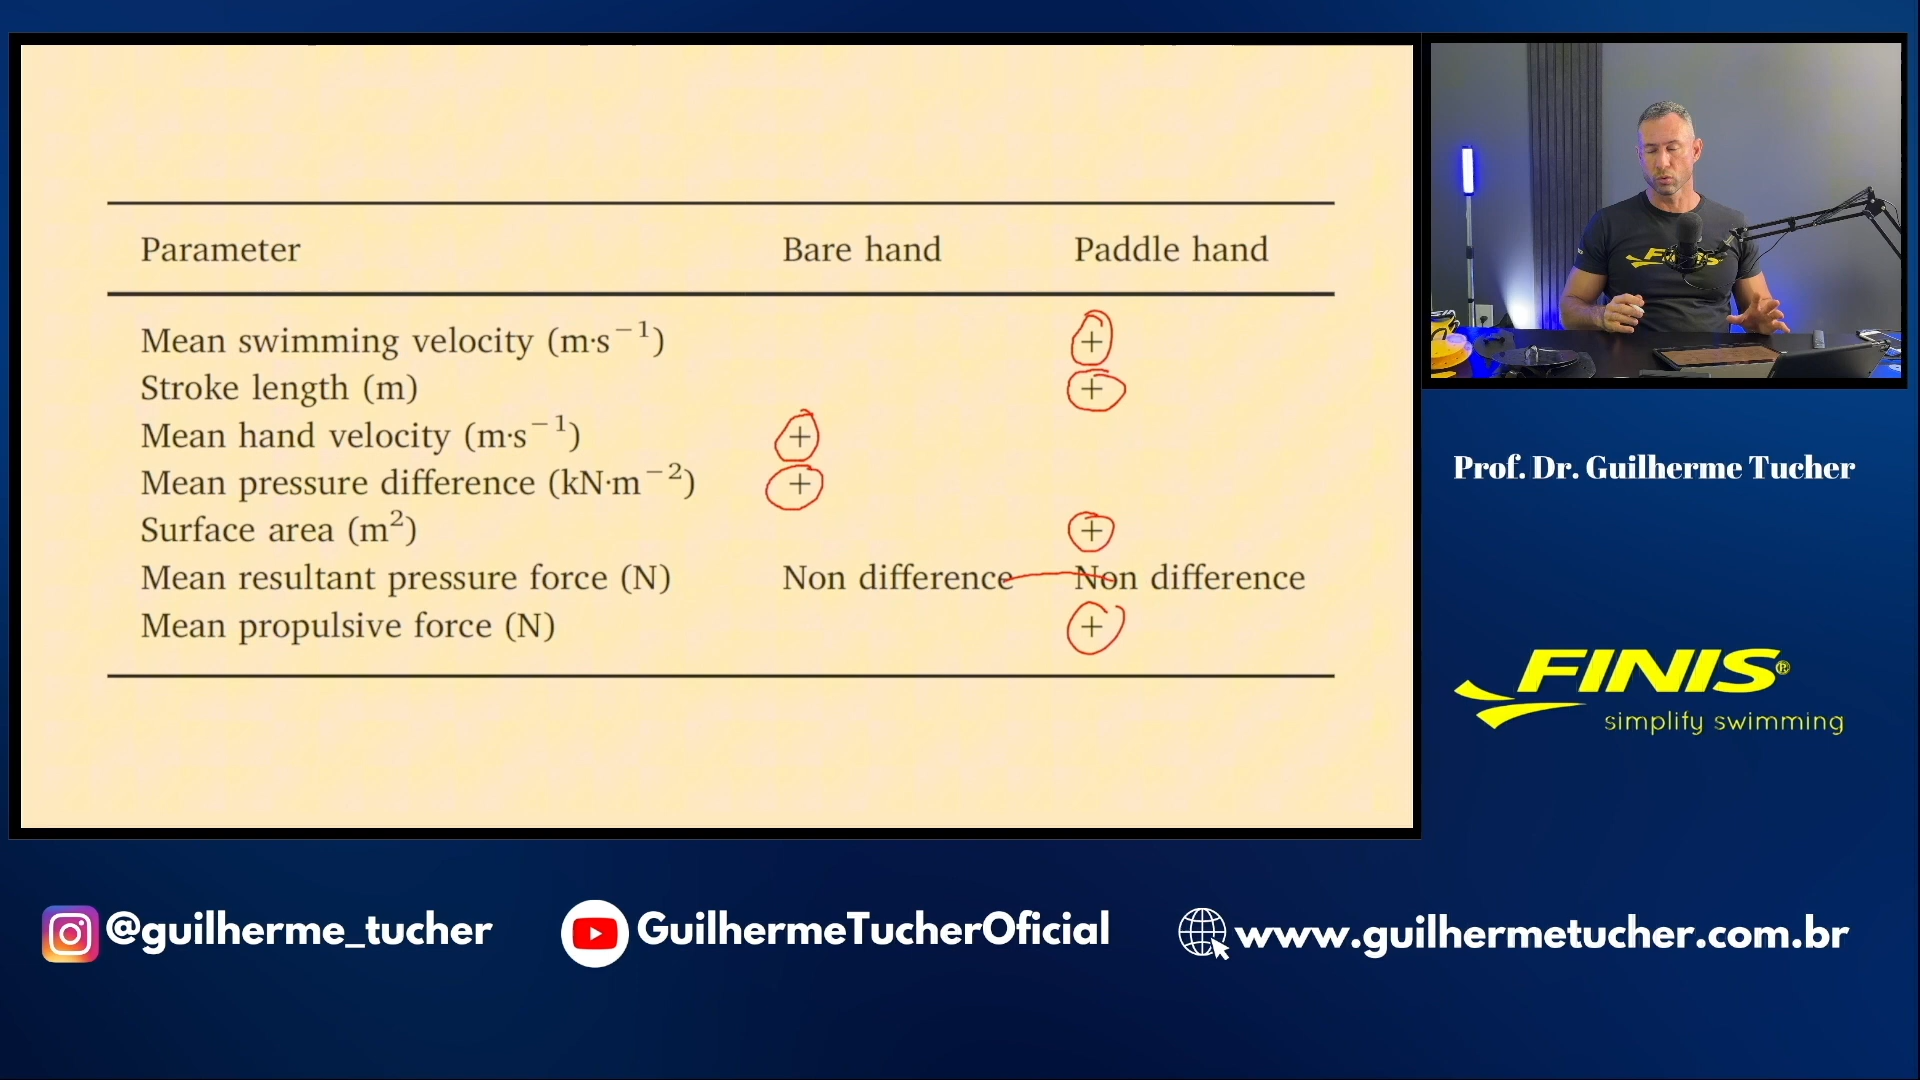 Parameter Bare hand Paddle hand
Mean swimming velocity (m·s⁻¹) +
Stroke length (m) +
Mean hand velocity (m·s⁻¹) +
Mean pressure difference (kN·m⁻²) +
Surface area (m²) +
Mean resultant pressure force (N) Non difference Non difference
Mean propulsive force (N) +
FINIS
Prof. Dr. Guilherme Tucher
FINIS®
simplify swimming
@guilherme_tucher
GuilhermeTucherOficial
www.guilhermetucher.com.br